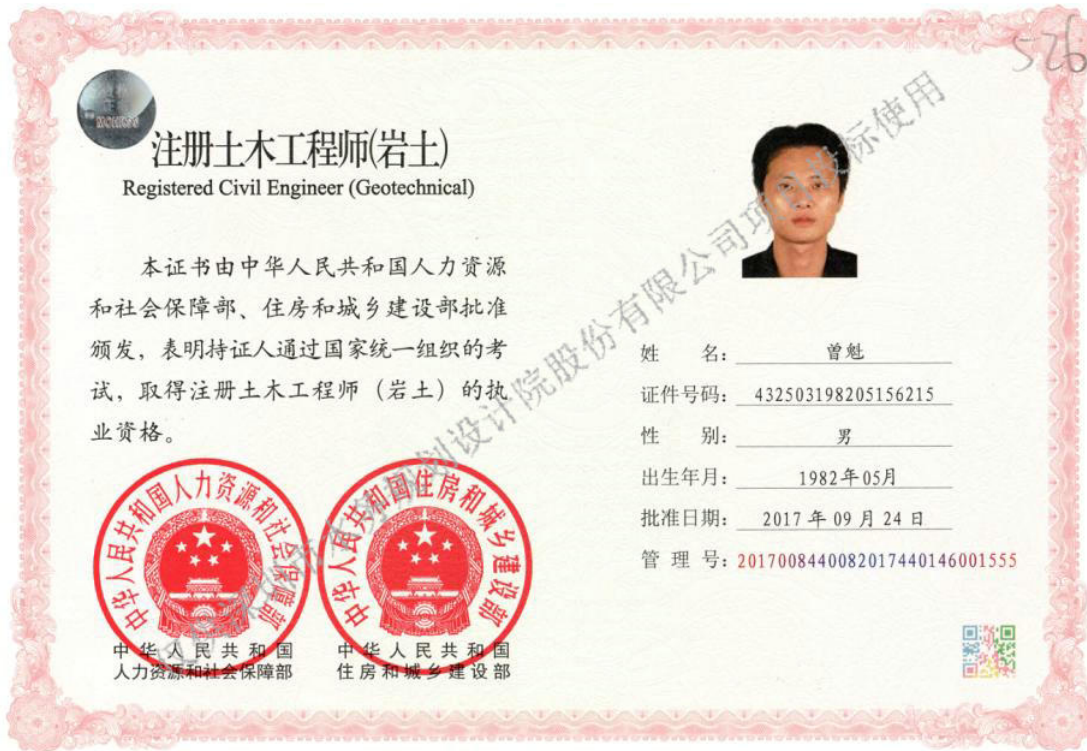 526
注册土木工程师(岩土)
Registered Civil Engineer (Geotechnical)
本证书由中华人民共和国人力资源
和社会保障部、住房和城乡建设部批准
颁发，表明持证人通过国家统一组织的考
试，取得注册土木工程师（岩土）的执
业资格。
中华人民共和国人力资源和社会保障部
中华人民共和国住房和城乡建设部
中华人民共和国
人力资源和社会保障部
中华人民共和国
住房和城乡建设部
姓 名: 曾魁
证件号码: 432503198205156215
性 别: 男
出生年月: 1982年05月
批准日期: 2017年09月24日
管 理 号: 2017008440082017440146001555
划设计院股份有限公司项 投标使用